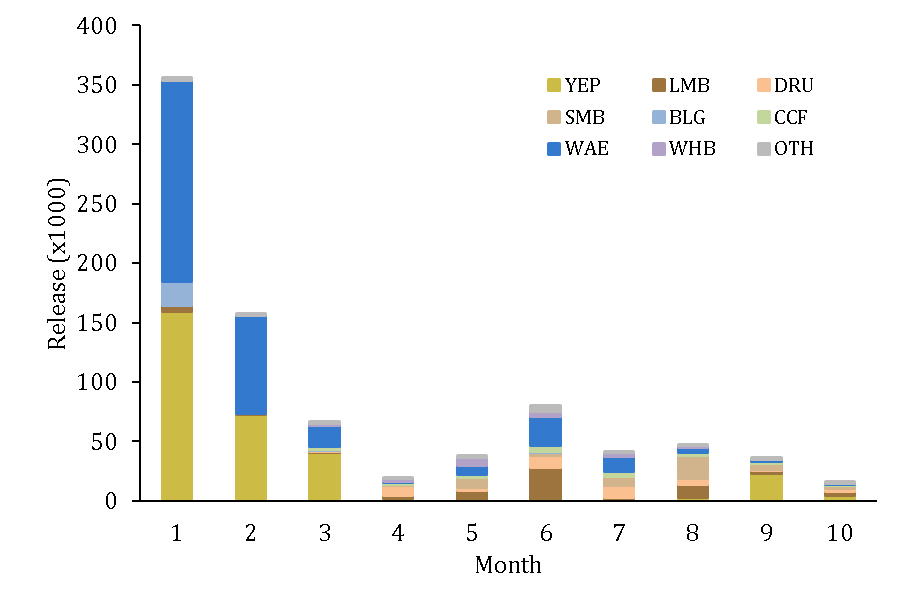 400
350
300
250
200
150
100
50
0
Release (x1000)
YEP LMB DRU
SMB BLG CCF
WAE WHB OTH
1 2 3 4 5 6 7 8 9 10
Month